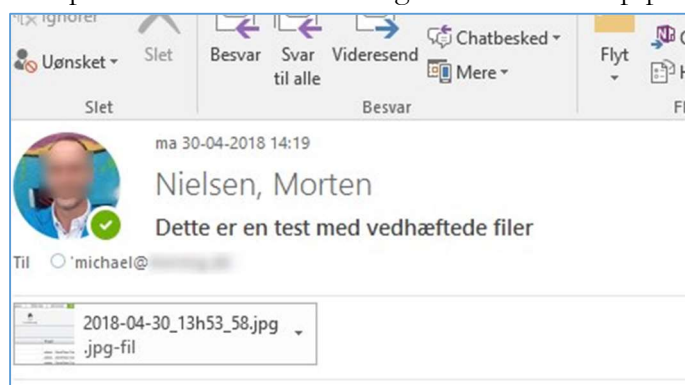 Ignorer
Uønsket
Slet
Besvar
Svar
til alle
Videresend
Chatbesked
Mere
Flyt
Slet
Besvar
ma 30-04-2018 14:19
Nielsen, Morten
Dette er en test med vedhæftede filer
Til 'michael@
2018-04-30_13h53_58.jpg
.jpg-fil